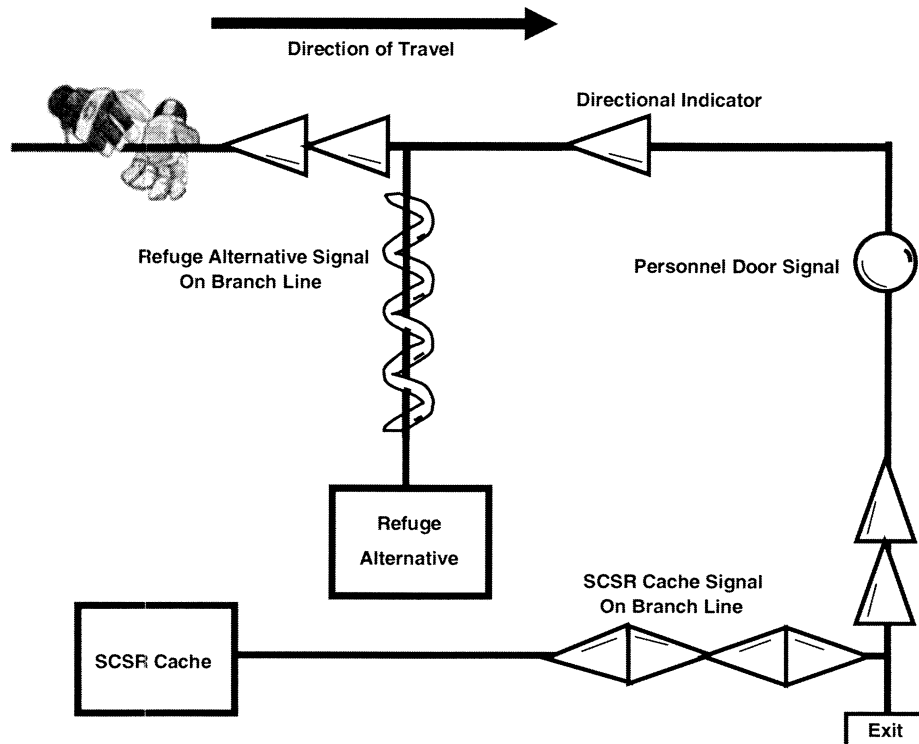 Direction of Travel
Directional Indicator
Refuge Alternative Signal
On Branch Line
Personnel Door Signal
Refuge
Alternative
SCSR Cache Signal
On Branch Line
SCSR Cache
Exit